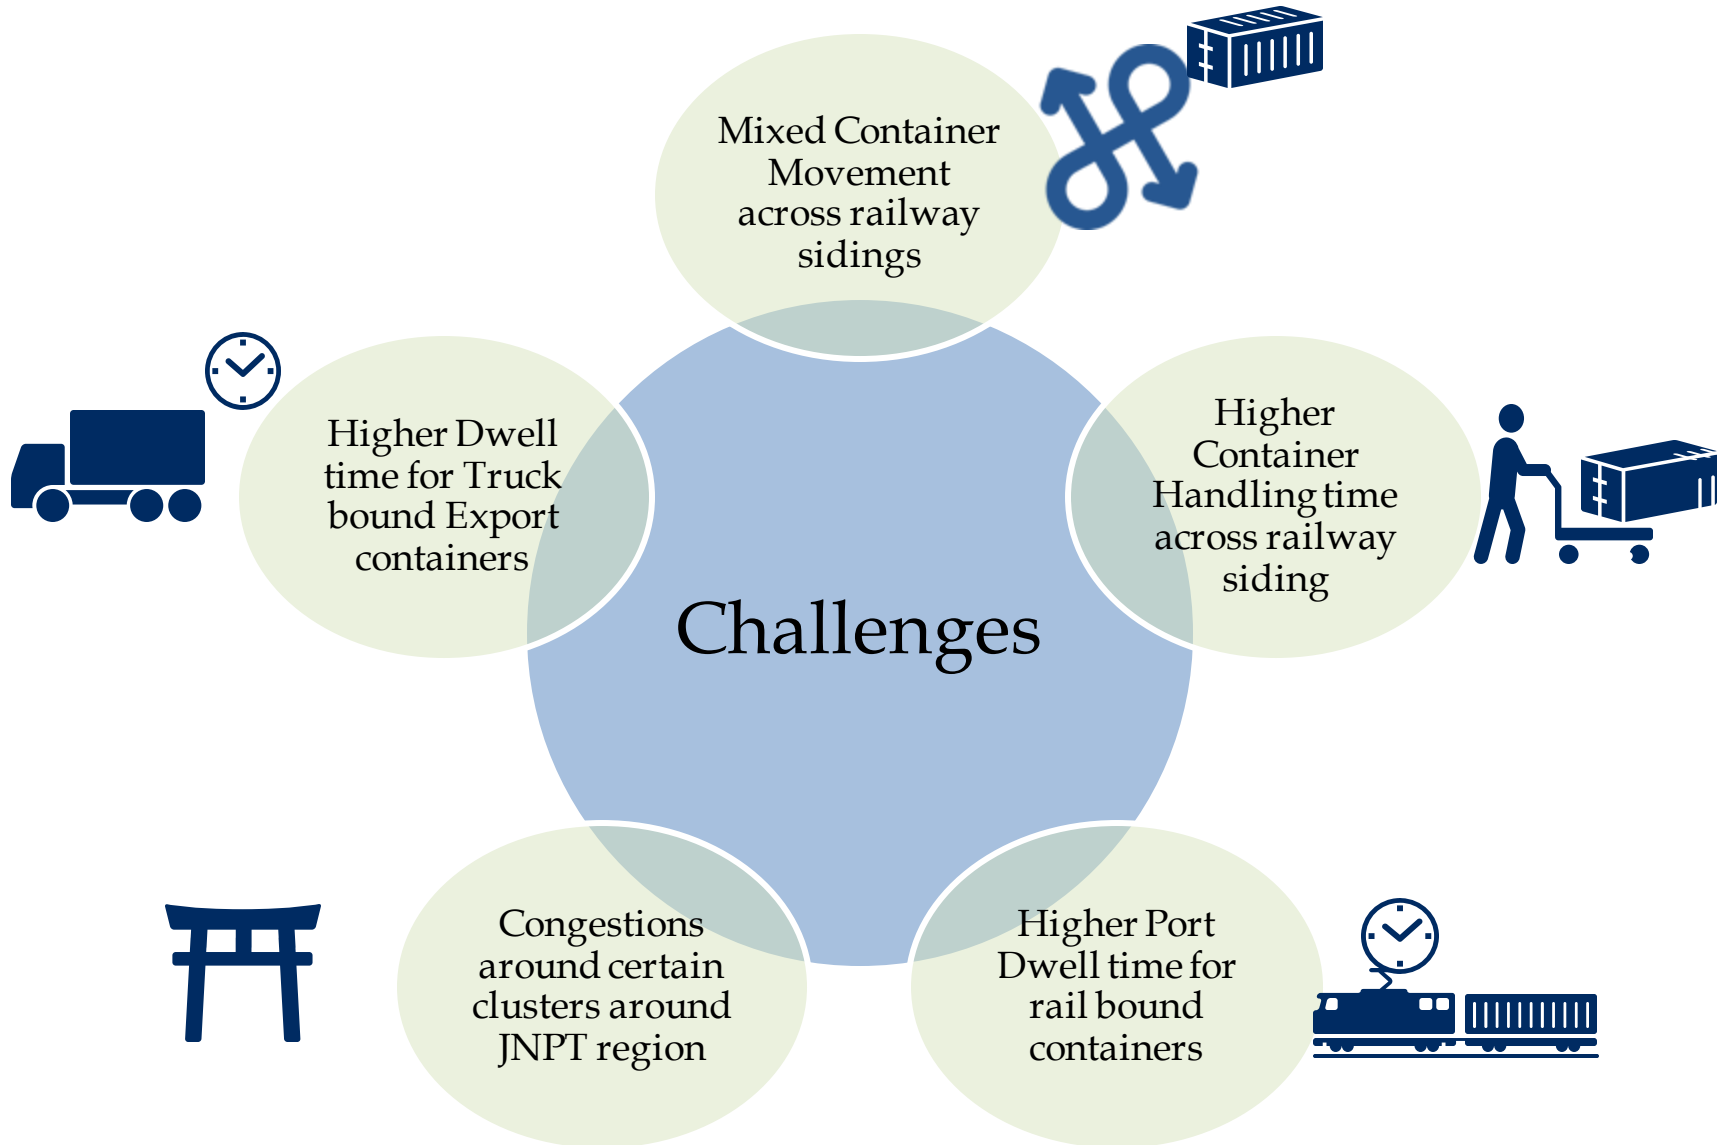 Mixed Container
Movement
across railway
sidings
Higher
Container
Handling time
across railway
siding
Higher Port
Dwell time for
rail bound
containers
Congestions
around certain
clusters around
JNPT region
Higher Dwell
time for Truck
bound Export
containers
Challenges